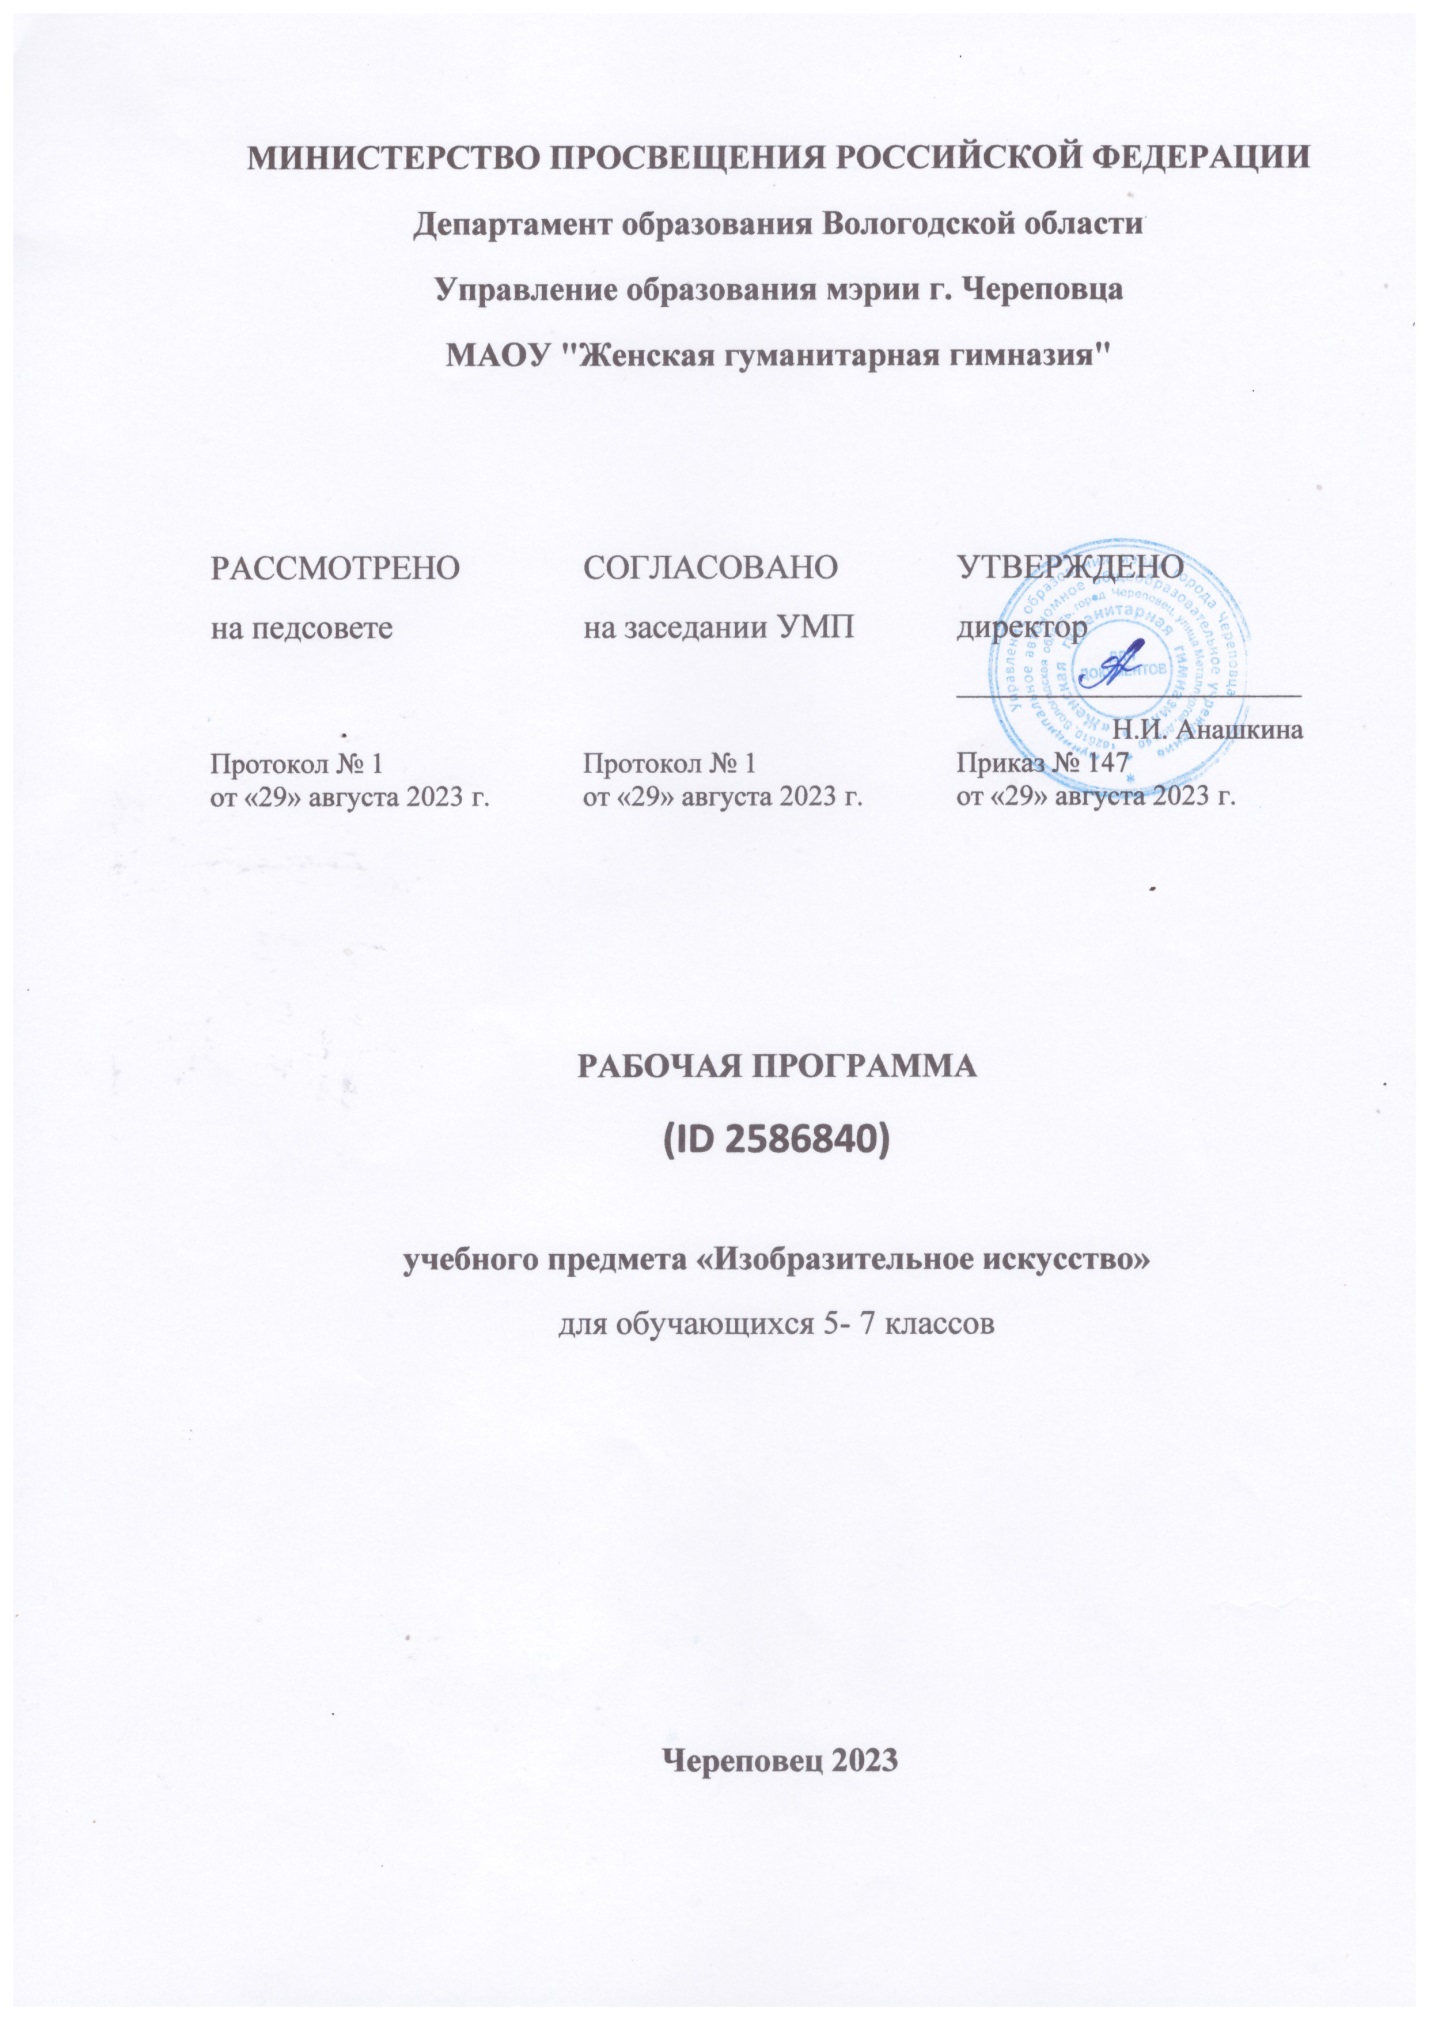 МИНИСТЕРСТВО ПРОСВЕЩЕНИЯ РОССИЙСКОЙ ФЕДЕРАЦИИ
Департамент образования Вологодской области
Управление образования мэрии г. Череповца
МАОУ "Женская гуманитарная гимназия"
РАССМОТРЕНО
на педсовете
Протокол № 1
от «29» августа 2023 г.
СОГЛАСОВАНО
на заседании УМП
Протокол № 1
от «29» августа 2023 г.
УТВЕРЖДЕНО
директор
Н.И. Анашкина
Приказ № 147
от «29» августа 2023 г.
РАБОЧАЯ ПРОГРАММА
(ID 2586840)
учебного предмета «Изобразительное искусство»
для обучающихся 5- 7 классов
Череповец 2023